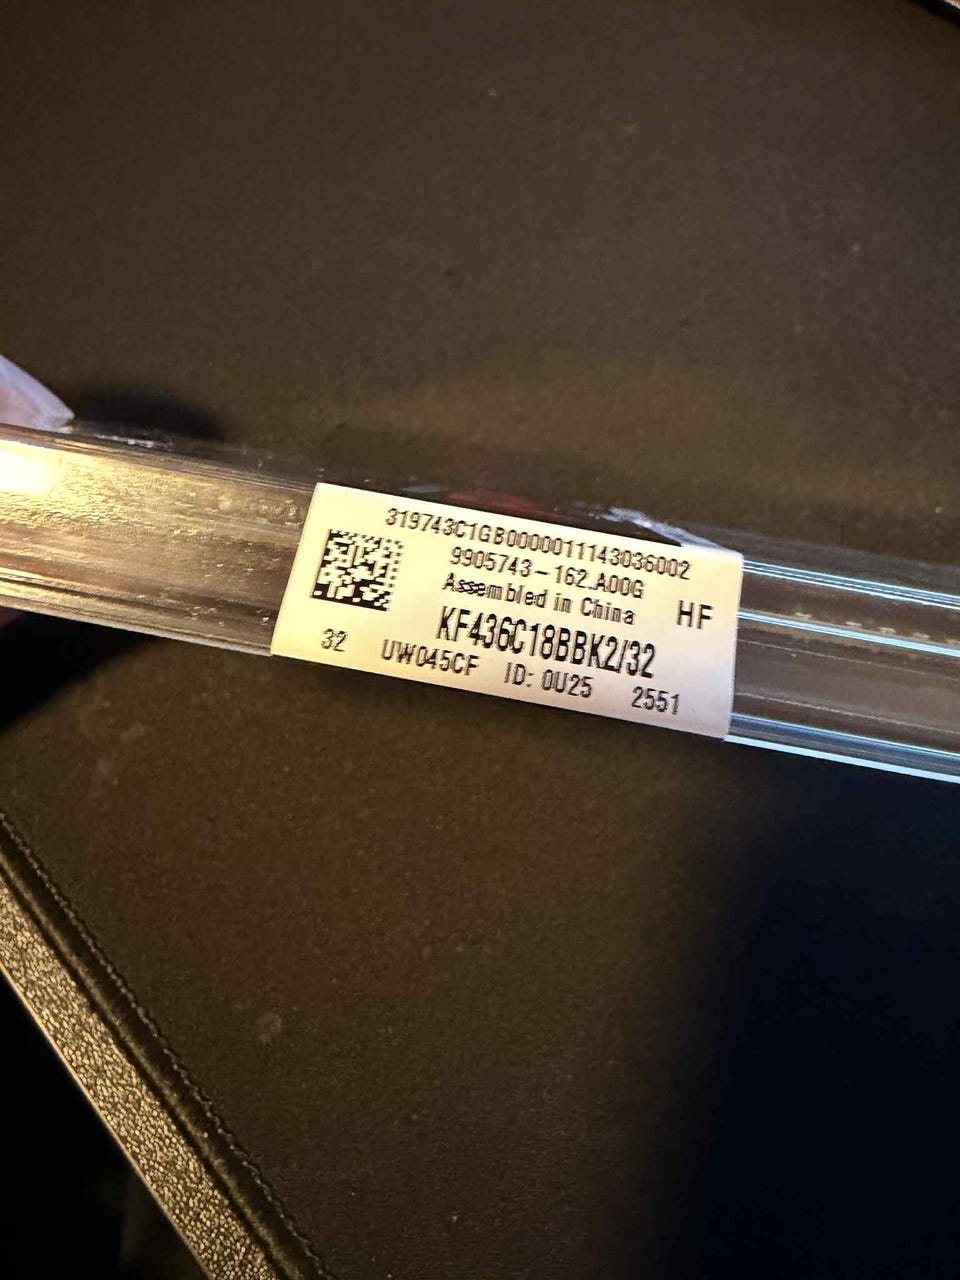 319743C1GB0000011143036002
9905743-162.A00G
Assembled in China
HF
KF436C18BBK2/32
32 UW045CF ID: 0U25 2551